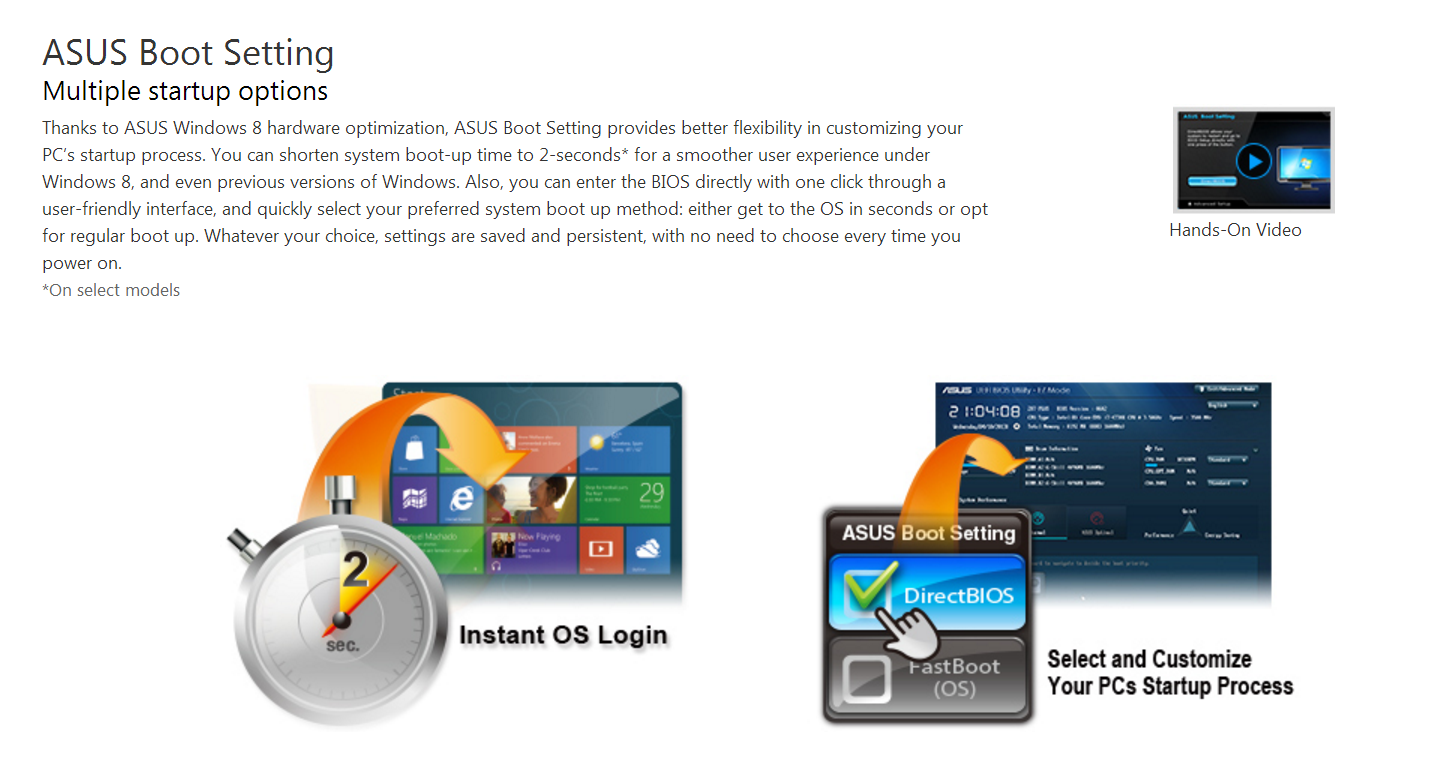 ASUS Boot Setting
Multiple startup options
Thanks to ASUS Windows 8 hardware optimization, ASUS Boot Setting provides better flexibility in customizing your
PC's startup process. You can shorten system boot-up time to 2-seconds* for a smoother user experience under
Windows 8, and even previous versions of Windows. Also, you can enter the BIOS directly with one click through a
user-friendly interface, and quickly select your preferred system boot up method: either get to the OS in seconds or opt
for regular boot up. Whatever your choice, settings are saved and persistent, with no need to choose every time you
power on.
*On select models
ASUS Boot Setting
Hands-On Video
Start
29
Now Playing
2
sec.
Instant OS Login
ASUS UEFI BIOS Utility - EZ Mode
21:04:08
English
ASUS Boot Setting
DirectBIOS
FastBoot
(OS)
Select and Customize
Your PCs Startup Process